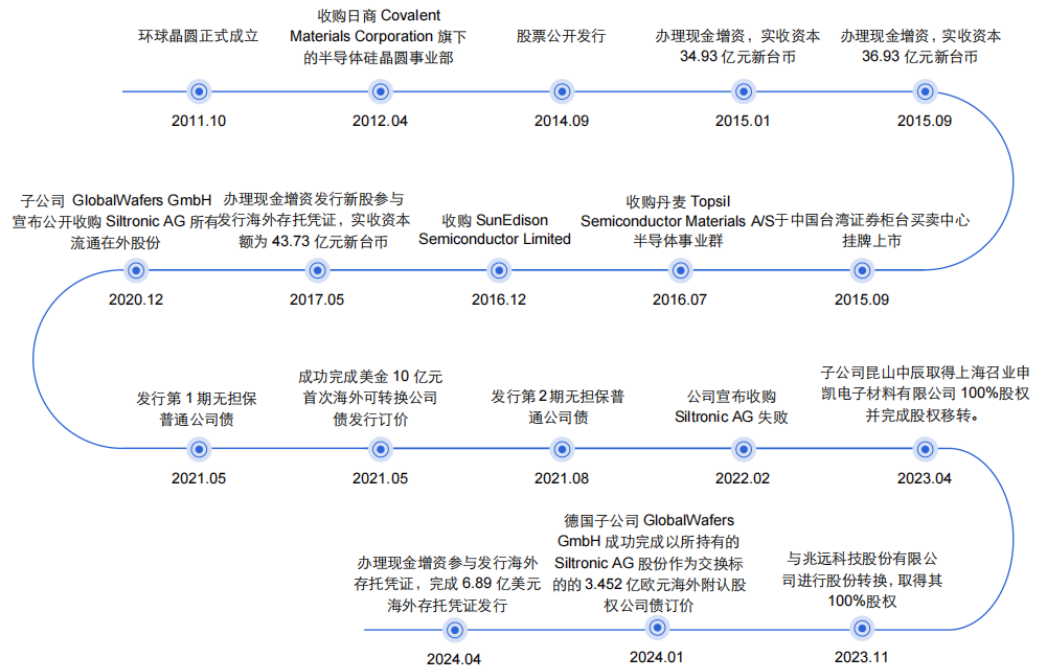 环球晶圆正式成立
2011.10
收购日商 Covalent
Materials Corporation 旗下
的半导体硅晶圆事业部
2012.04
股票公开发行
2014.09
办理现金增资，实收资本
34.93 亿元新台币
2015.01
办理现金增资，实收资本
36.93 亿元新台币
2015.09
于中国台湾证券柜台买卖中心
挂牌上市
2015.09
收购丹麦 Topsil
Semiconductor Materials A/S
半导体事业群
2016.07
收购 SunEdison
Semiconductor Limited
2016.12
办理现金增资发行新股参与
发行海外存托凭证，实收资本
额为 43.73 亿元新台币
2017.05
子公司 GlobalWafers GmbH
宣布公开收购 Siltronic AG 所有
流通在外股份
2020.12
发行第 1 期无担保
普通公司债
2021.05
成功完成美金 10 亿元
首次海外可转换公司
债发行订价
2021.05
发行第 2 期无担保普
通公司债
2021.08
公司宣布收购
Siltronic AG 失败
2022.02
子公司昆山中辰取得上海召业申
凯电子材料有限公司 100%股权
并完成股权移转。
2023.04
与兆远科技股份有限公
司进行股份转换，取得其
100%股权
2023.11
德国子公司 GlobalWafers
GmbH 成功完成以所持有的
Siltronic AG 股份作为交换标
的的 3.452 亿欧元海外附认股
权公司债订价
2024.01
办理现金增资参与发行海外
存托凭证，完成 6.89 亿美元
海外存托凭证发行
2024.04